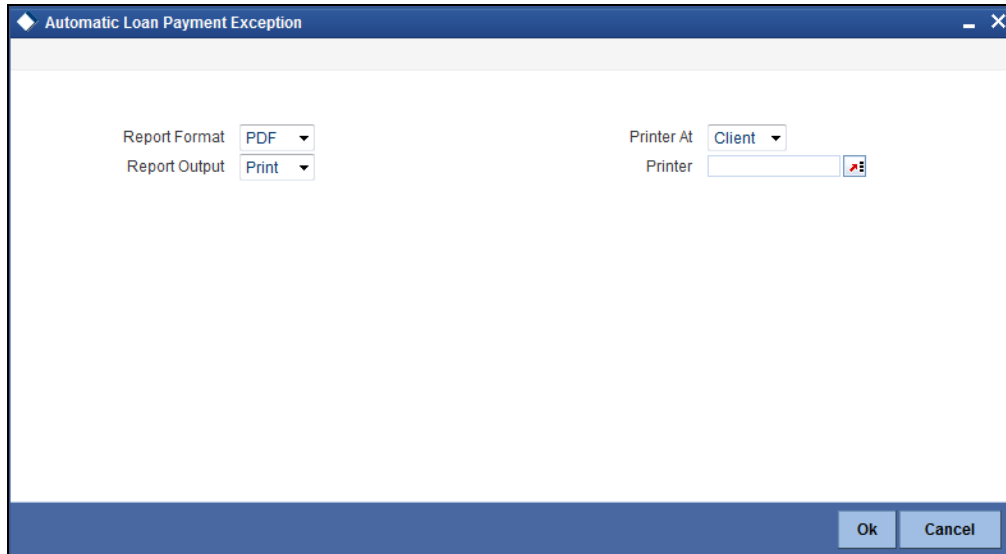 Automatic Loan Payment Exception
Report Format PDF Printer At Client
Report Output Print Printer
Ok Cancel